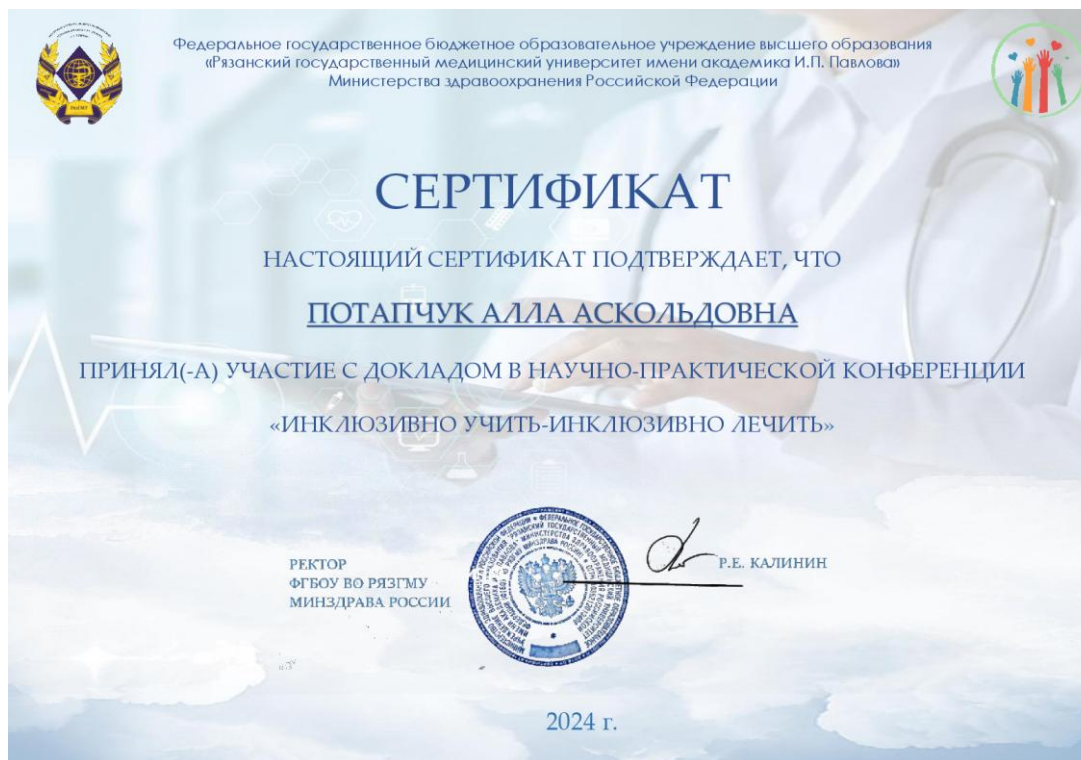 Федеральное государственное бюджетное образовательное учреждение высшего образования
«Рязанский государственный медицинский университет имени академика И.П. Павлова»
Министерства здравоохранения Российской Федерации
СЕРТИФИКАТ
НАСТОЯЩИЙ СЕРТИФИКАТ ПОДТВЕРЖДАЕТ, ЧТО
ПОТАПЧУК АЛЛА АСКОЛЬДОВНА
ПРИНЯЛ(-А) УЧАСТИЕ С ДОКЛАДОМ В НАУЧНО-ПРАКТИЧЕСКОЙ КОНФЕРЕНЦИИ
«ИНКЛЮЗИВНО УЧИТЬ-ИНКЛЮЗИВНО ЛЕЧИТЬ»
РЕКТОР
ФГБОУ ВО РЯЗГМУ
МИНЗДРАВА РОССИИ
Р.Е. КАЛИНИН
2024 г.